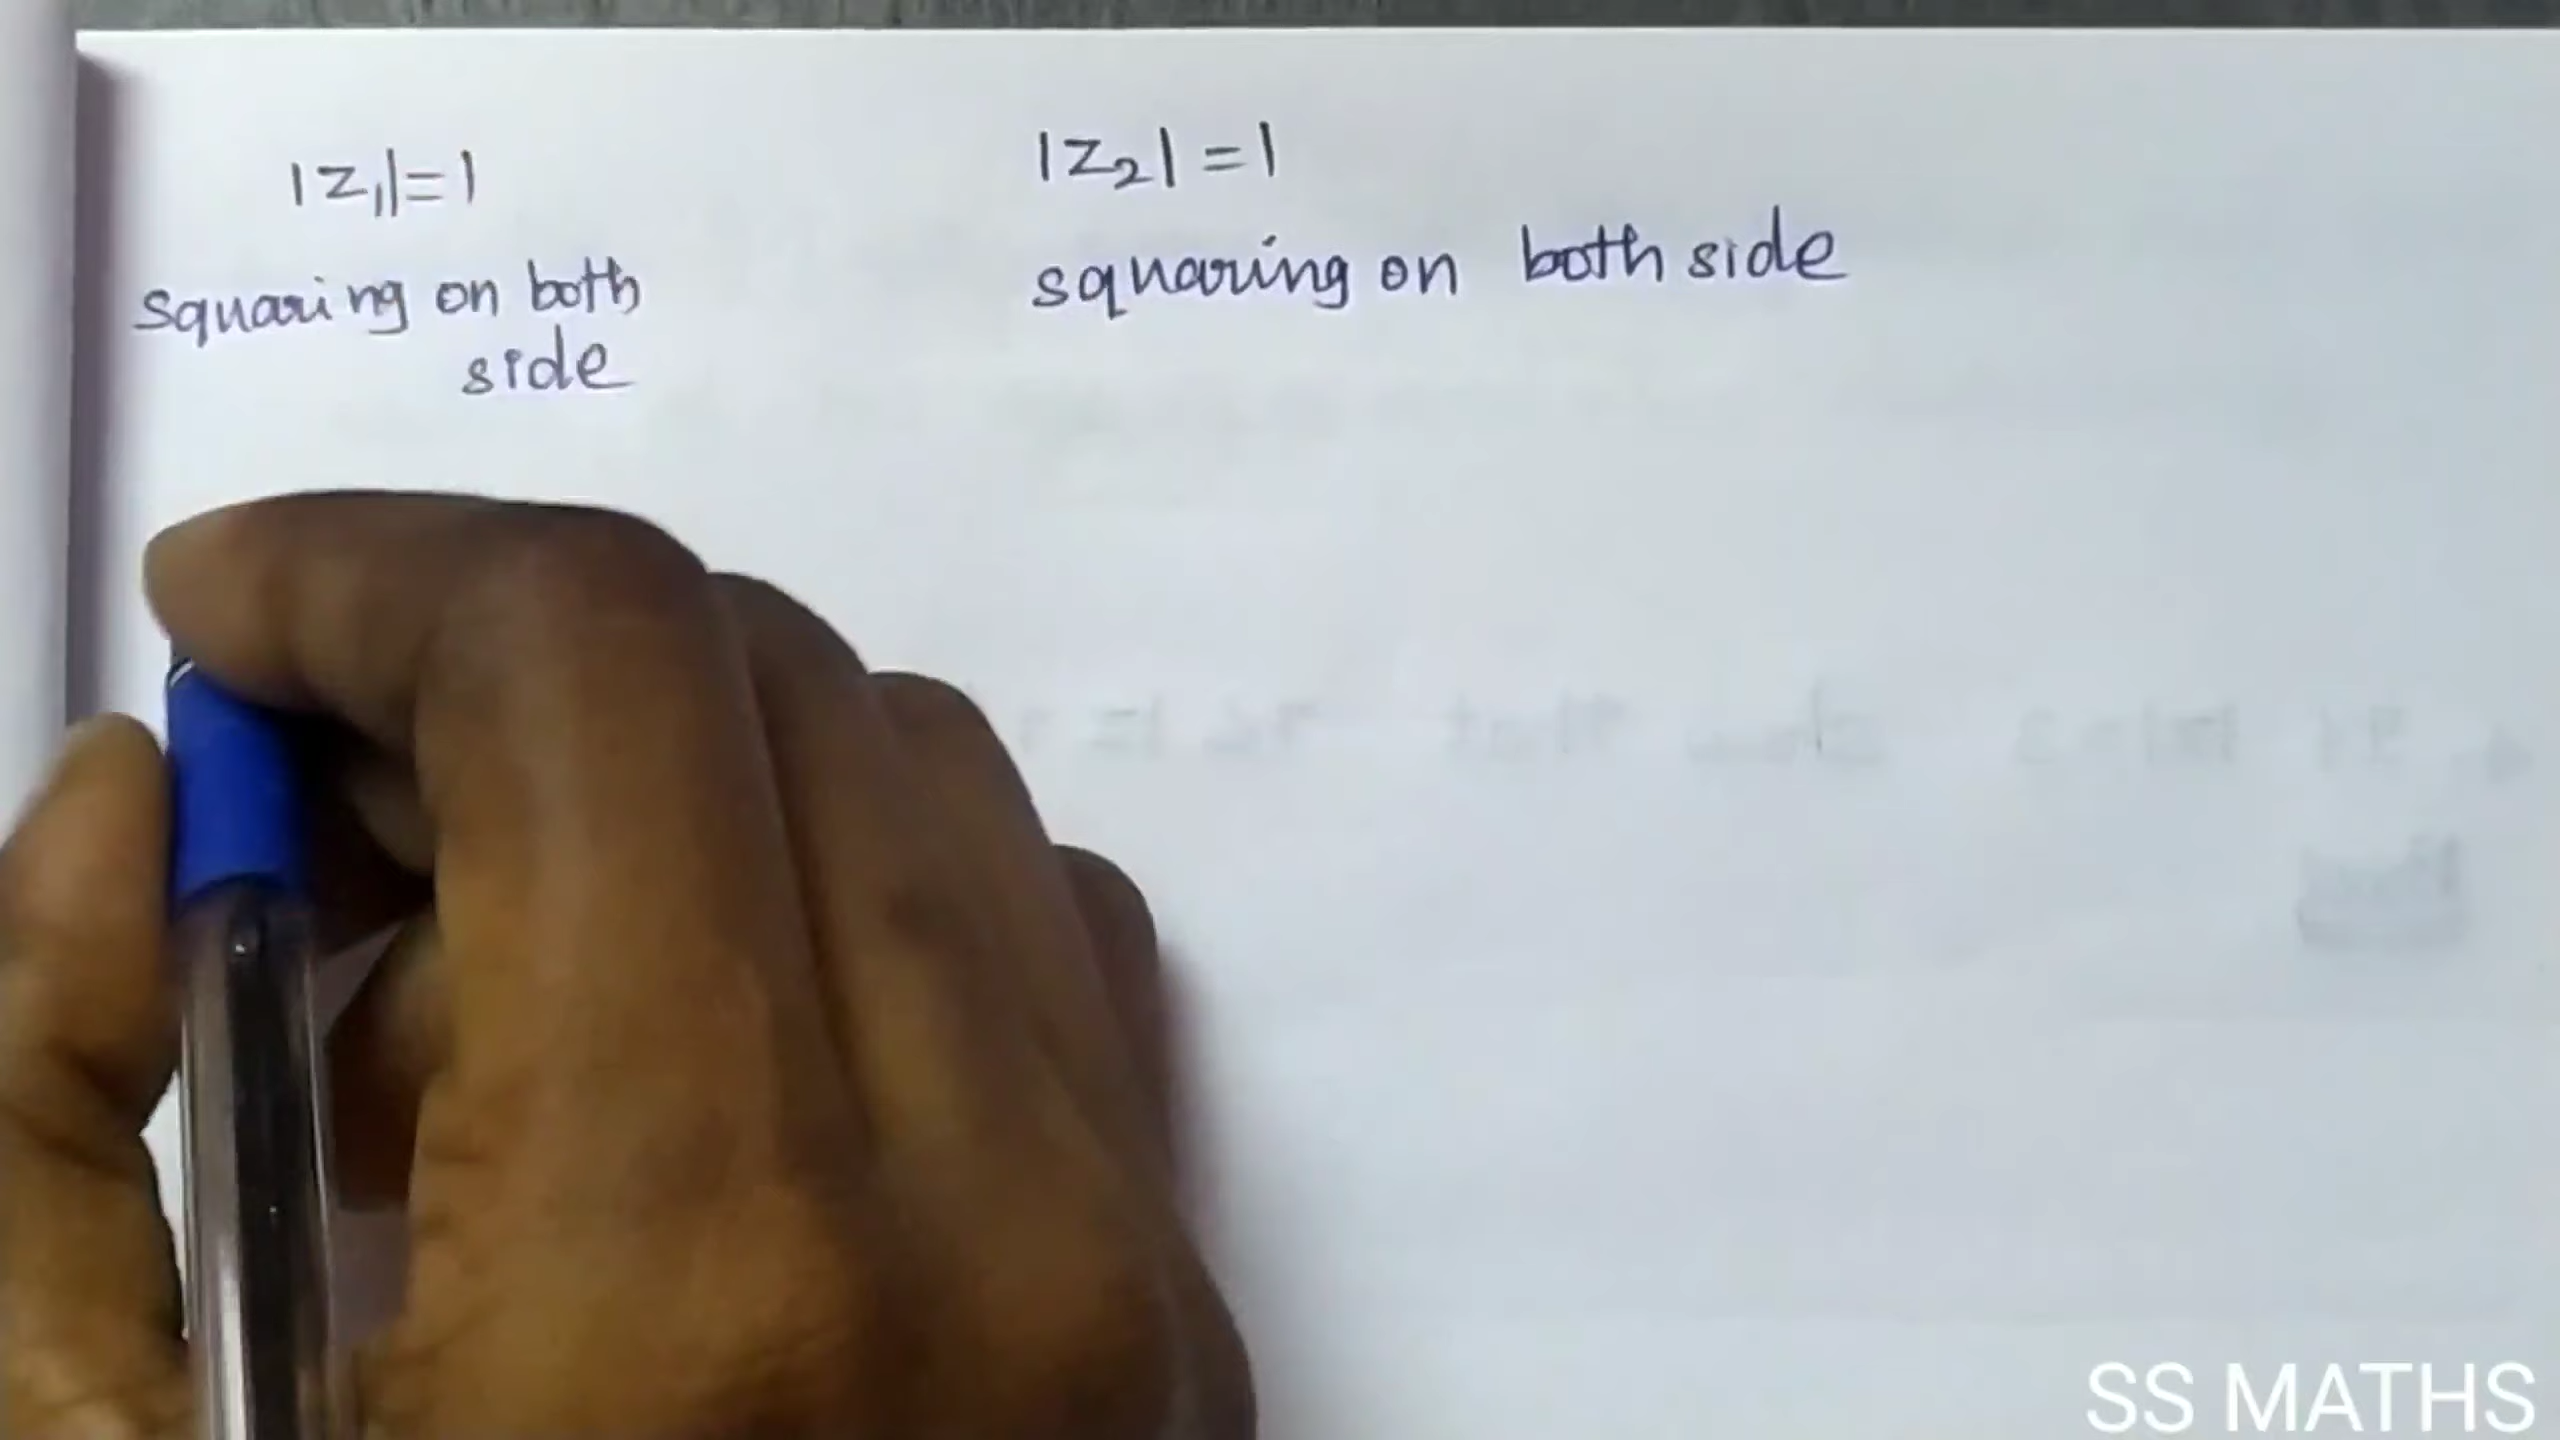 |z₁|=1
squaring on both
side
|z₂|=1
squaring on both side
SS MATHS